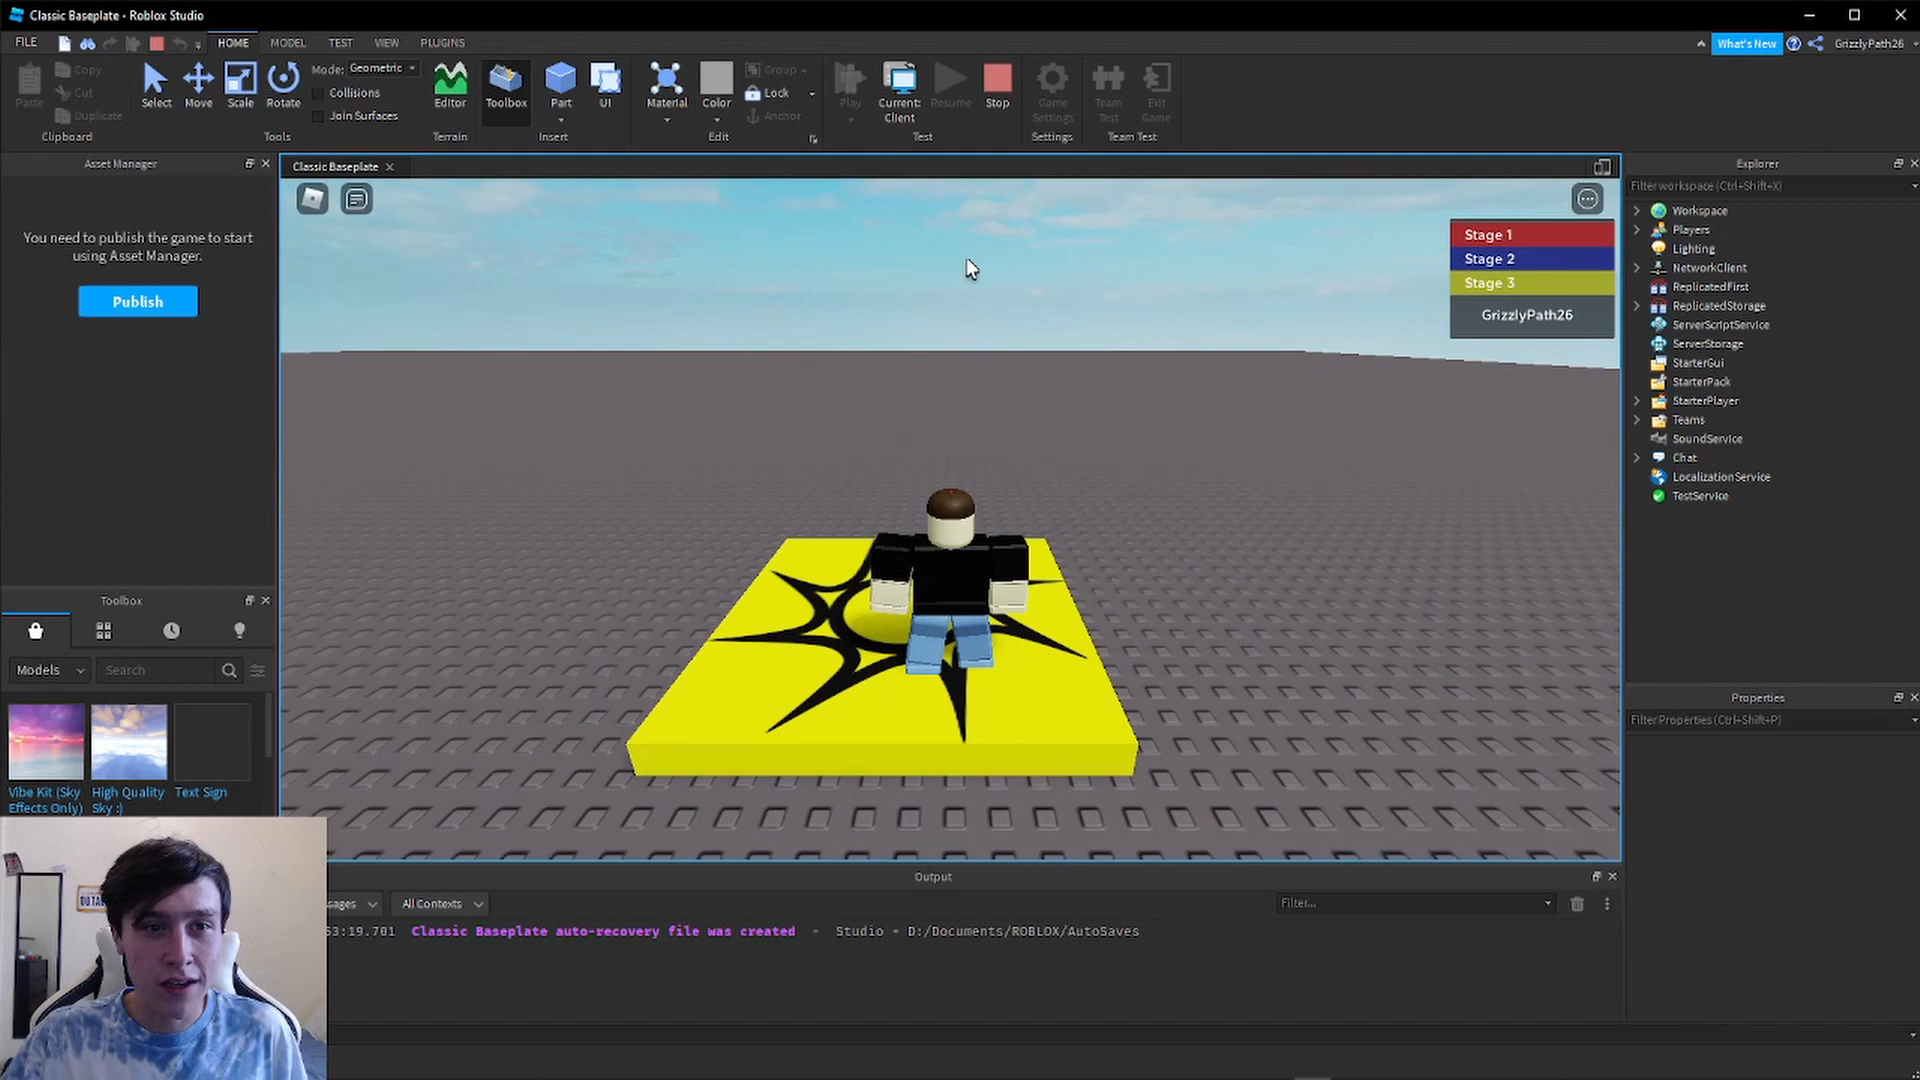 Classic Baseplate • Roblox Studio
FILE HOME MODEL TEST VIEW PLUGINS
What's New GrizzlyPath26
Paste Copy Cut Duplicate
Clipboard
Select Move Scale Rotate
Mode: Geometric
Collisions
Join Surfaces
Tools
Editor
Terrain
Toolbox Part UI
Insert
Material Color Group Lock Anchor
Edit
Play Current: Client Resume Stop
Test
Game Settings
Settings
Team Test Exit Game
Team Test
Asset Manager
You need to publish the game to start
using Asset Manager.
Publish
Toolbox
Models Search
Vibe Kit (Sky
Effects Only)
High Quality
Sky :)
Text Sign
Classic Baseplate
Stage 1
Stage 2
Stage 3
GrizzlyPath26
Output
sages All Contexts Filter...
53:19.701 Classic Baseplate auto-recovery file was created - Studio - D:/Documents/ROBLOX/AutoSaves
Explorer
Filter workspace (Ctrl+Shift+X)
Workspace
Players
Lighting
NetworkClient
ReplicatedFirst
ReplicatedStorage
ServerScriptService
ServerStorage
StarterGui
StarterPack
StarterPlayer
Teams
SoundService
Chat
LocalizationService
TestService
Properties
Filter Properties (Ctrl+Shift+P)